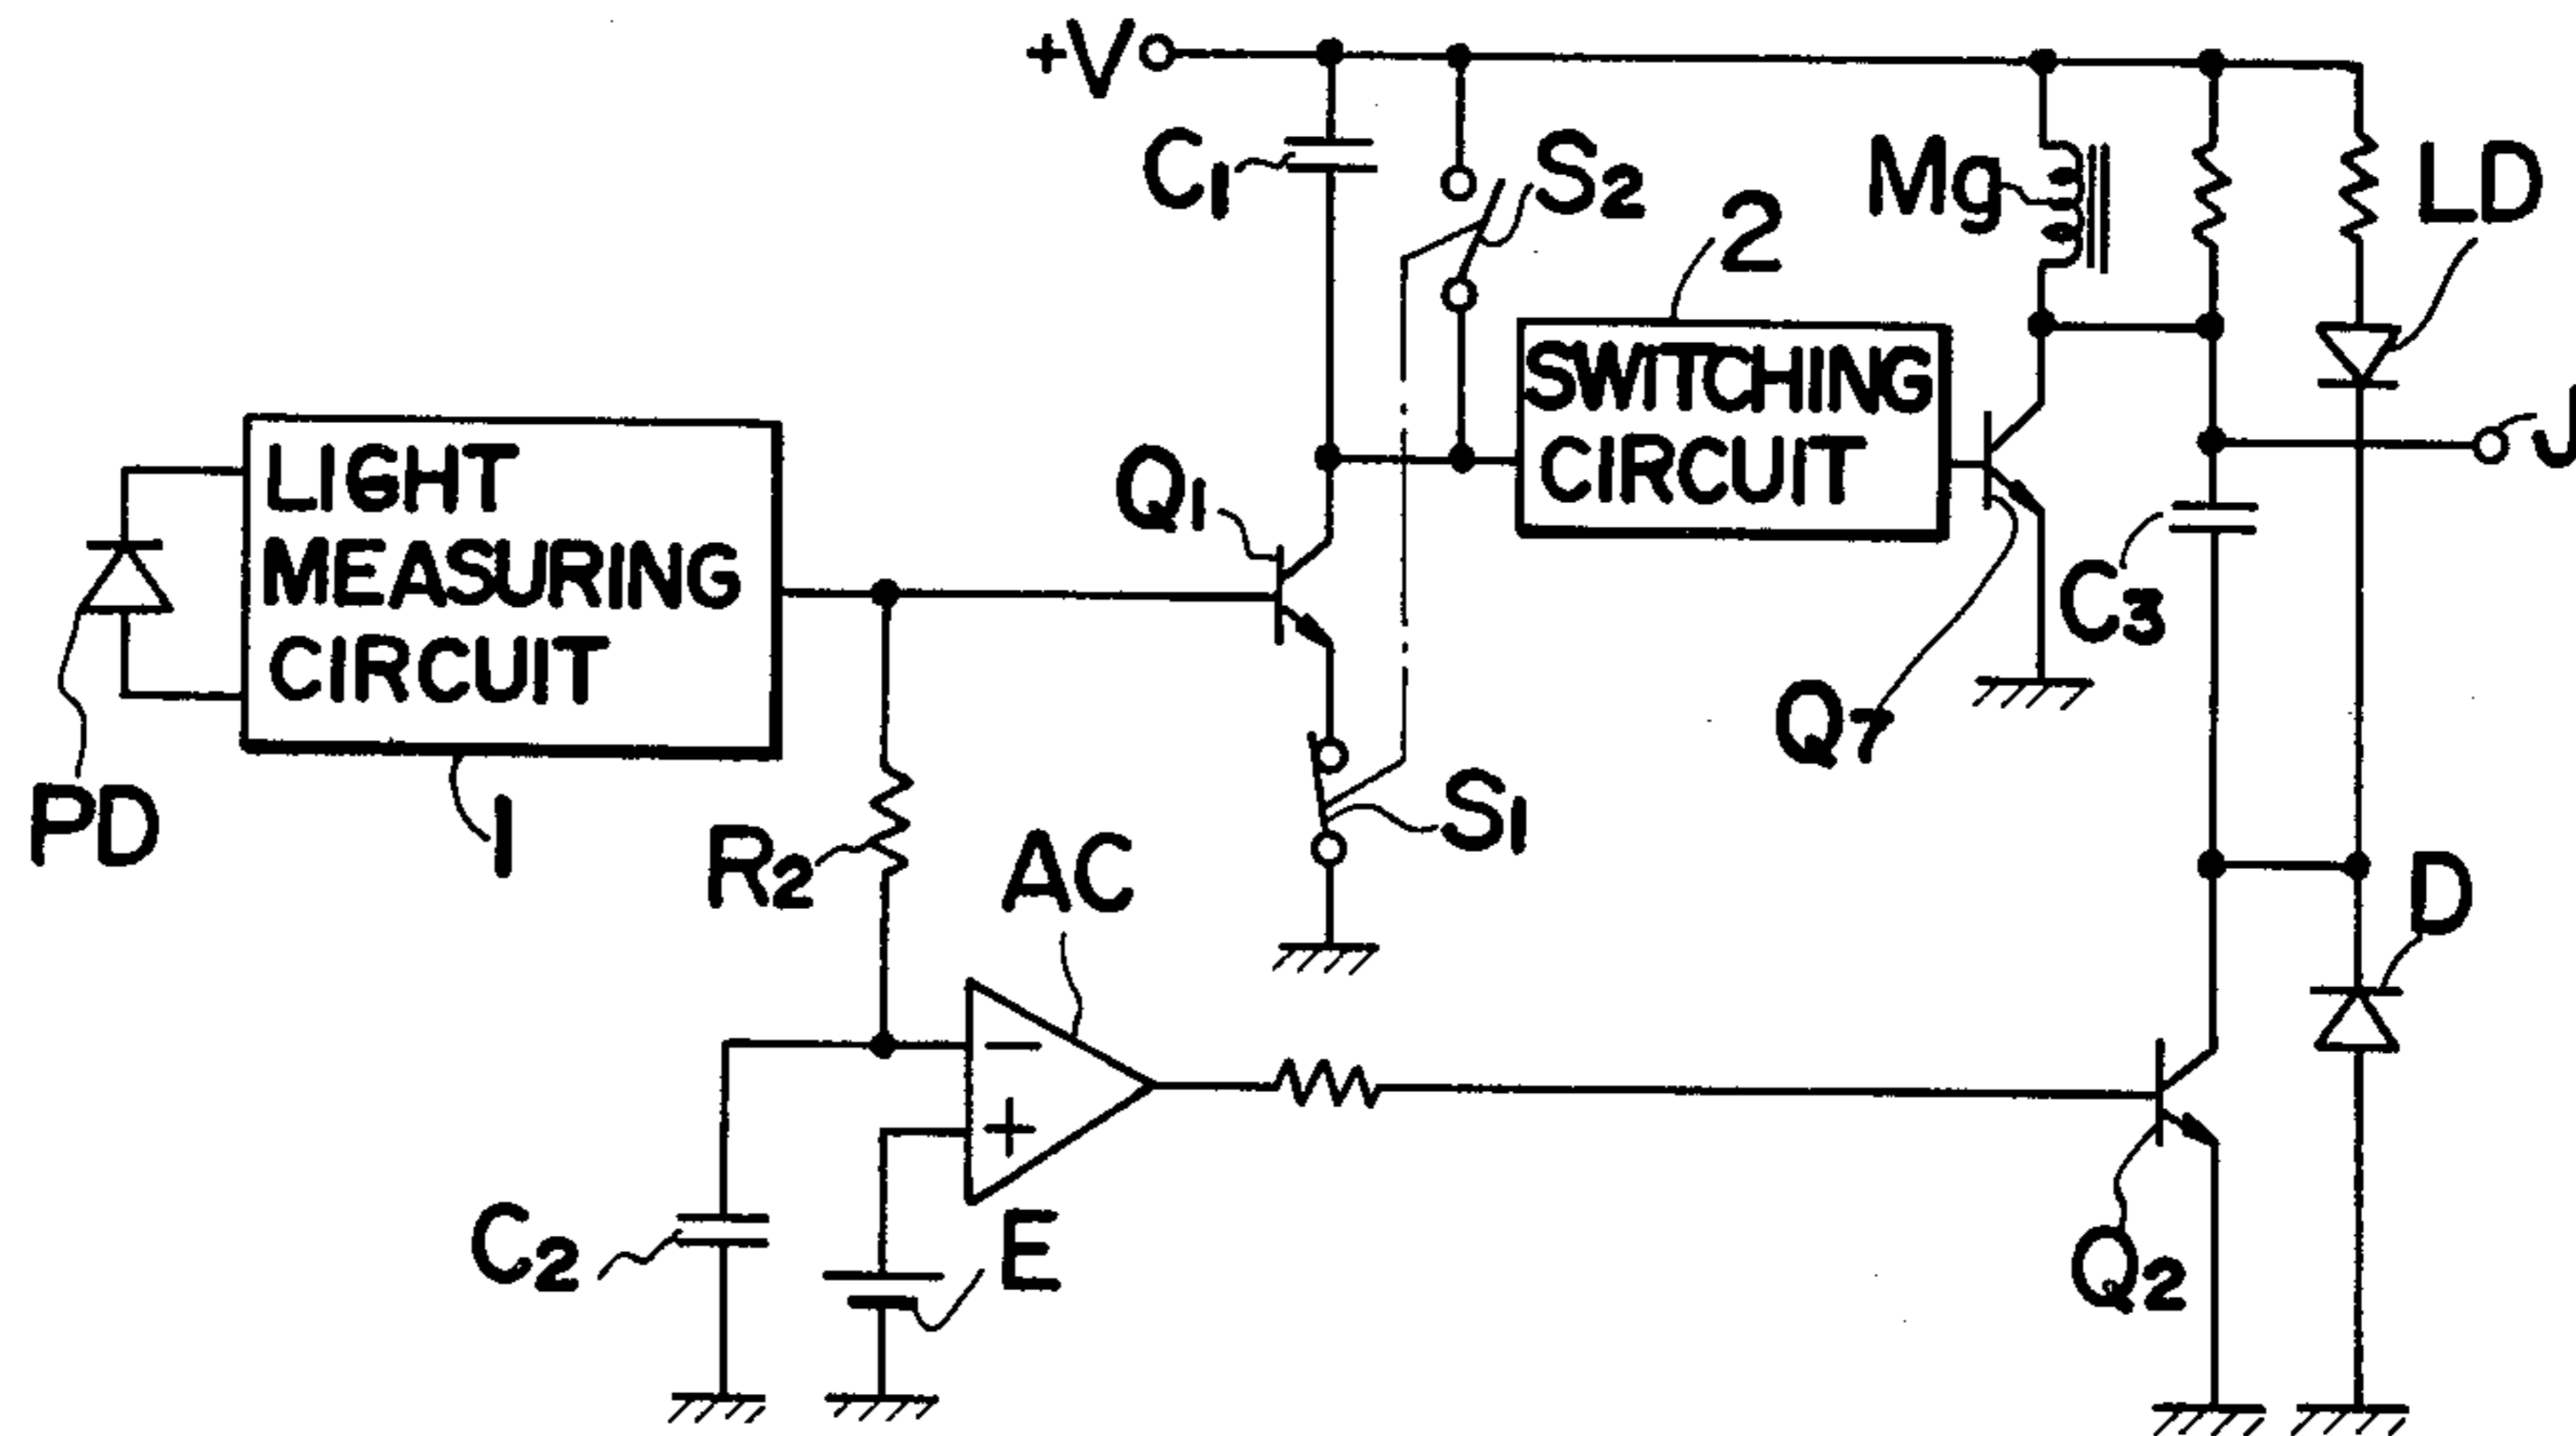 +V
C1
S2
2
Mg
LD
SWITCHING
CIRCUIT
J
LIGHT
MEASURING
CIRCUIT
Q1
C3
Q7
PD
1
R2
AC
S1
D
−
+
C2
E
Q2